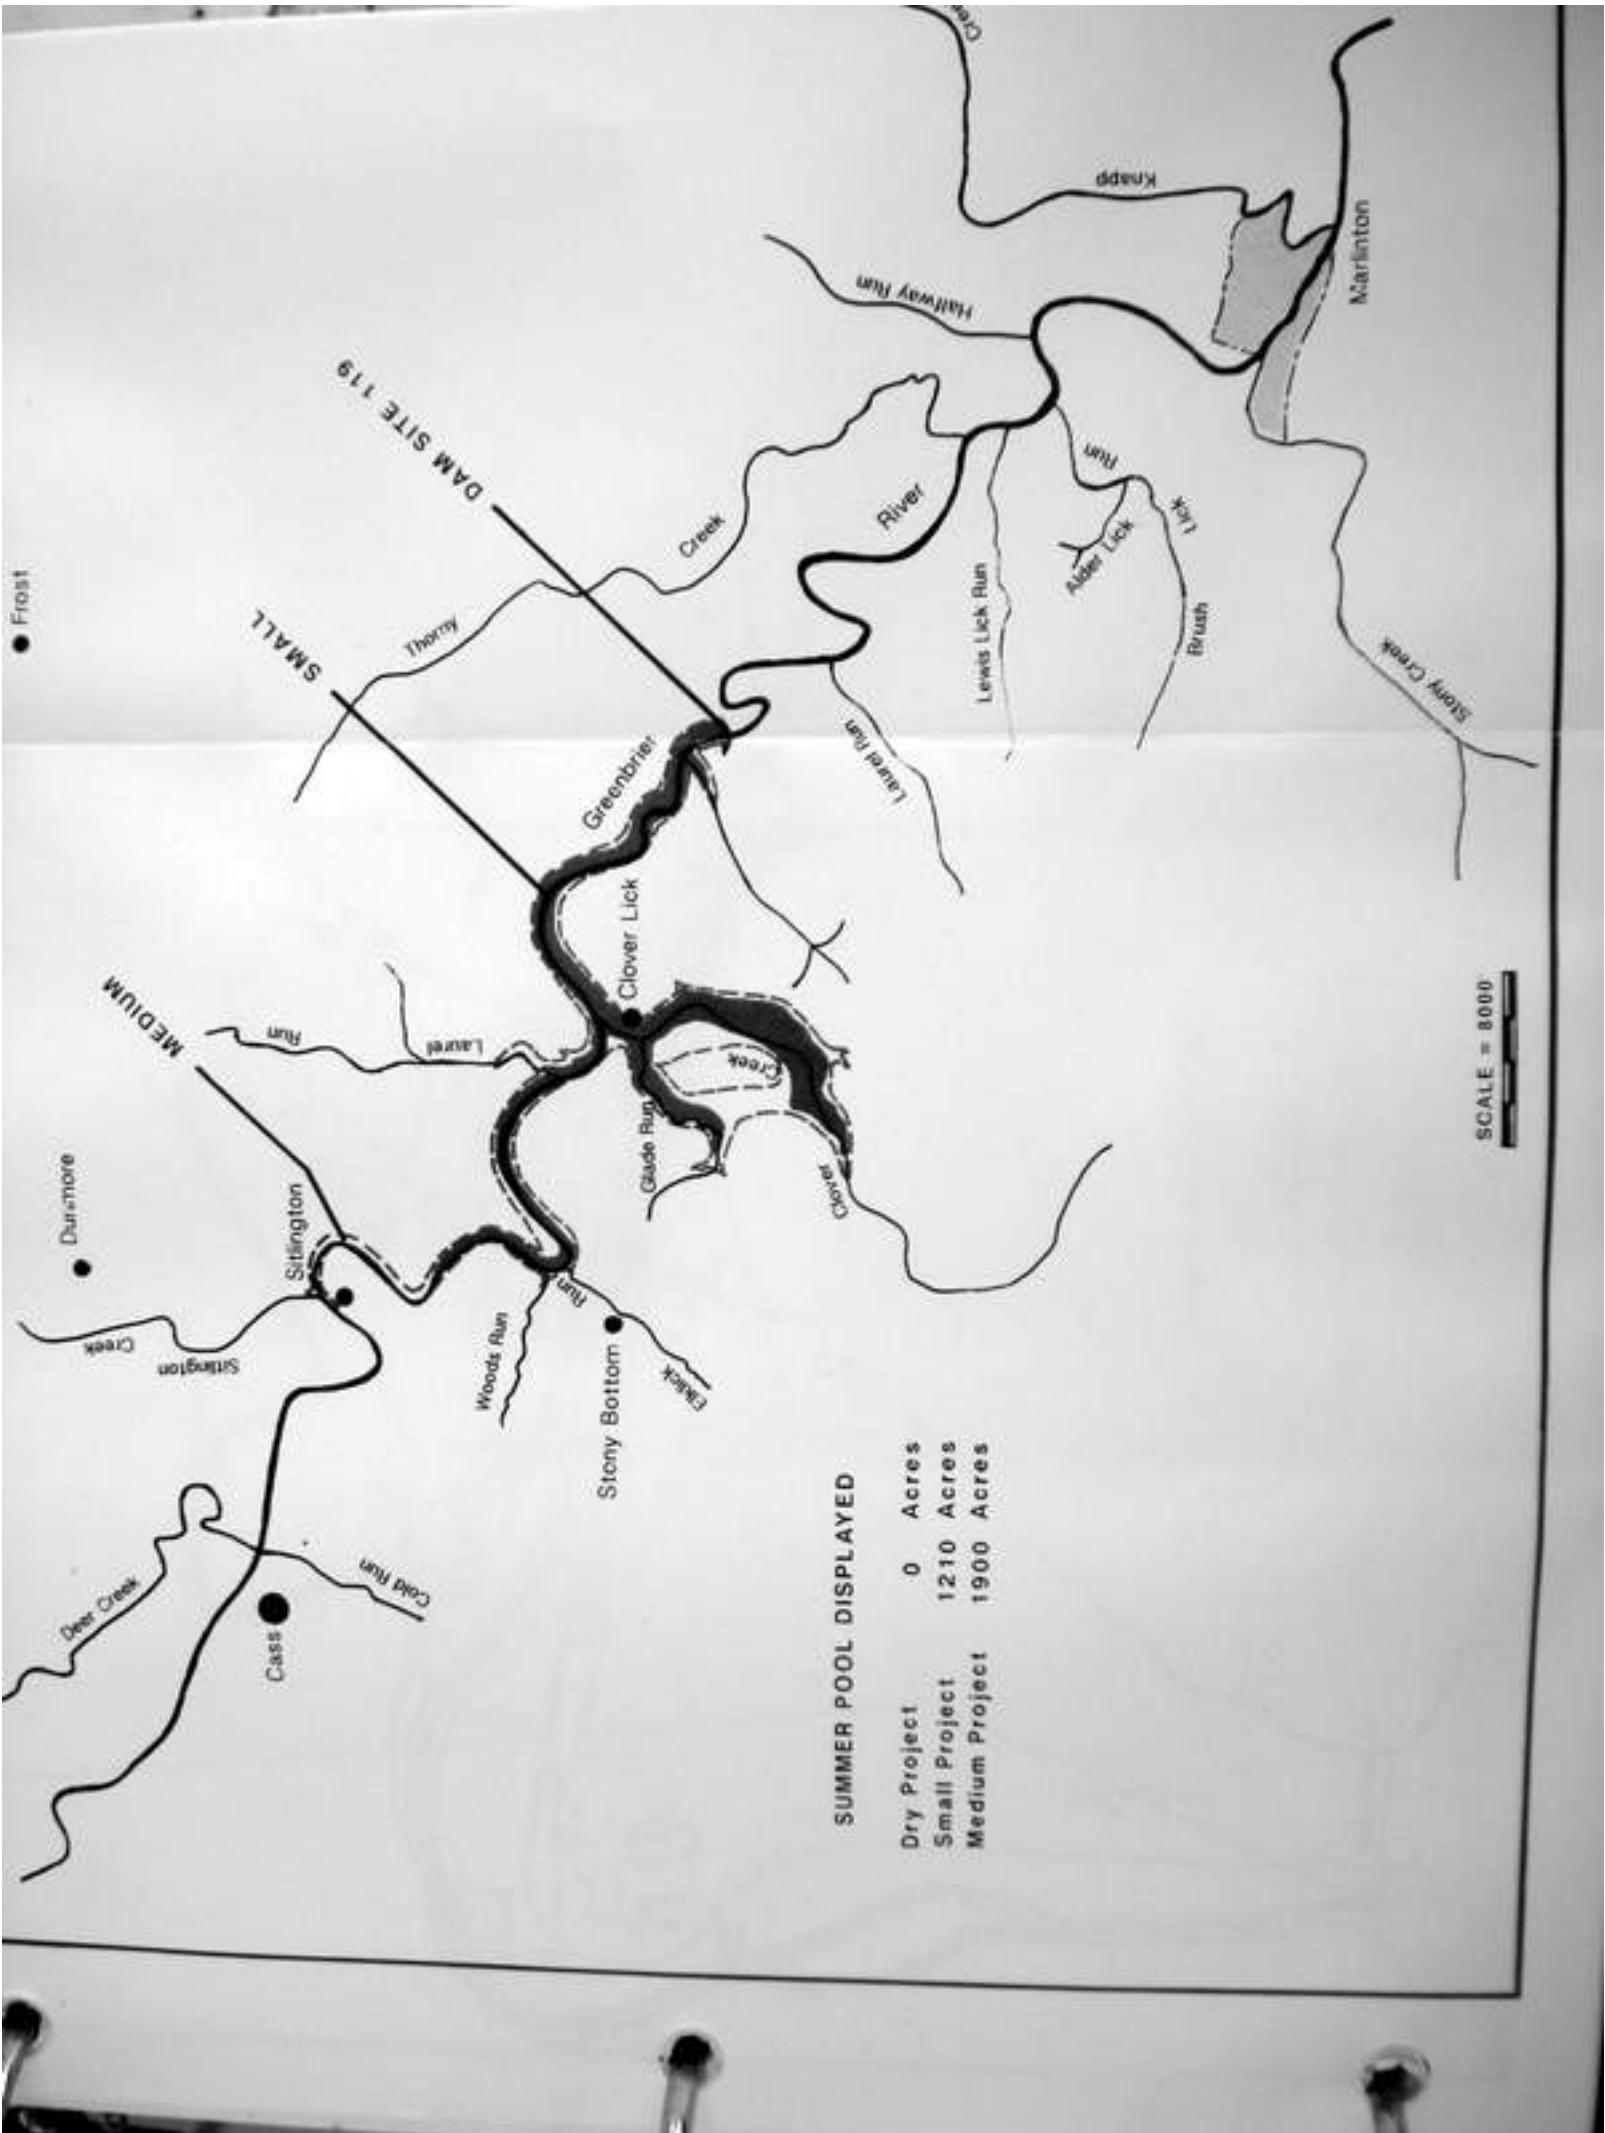 Frost
Dunmore
Sitlington
Creek
Sitlington
Deer Creek
Cass
Cold Run
MEDIUM
SMALL
DAM SITE 119
Thorny
Creek
Run
Laurel
Woods Run
Run
Elklick
Stony Bottom
Glade Run
Clover Lick
Creek
Clover
Greenbrier
River
Laurel Run
Lewis Lick Run
Run
Alder Lick
Lick
Brush
Halfway Run
Knapp
Marlinton
Stony Creek
SUMMER POOL DISPLAYED
Dry Project 0 Acres
Small Project 1210 Acres
Medium Project 1900 Acres
SCALE = 8000'